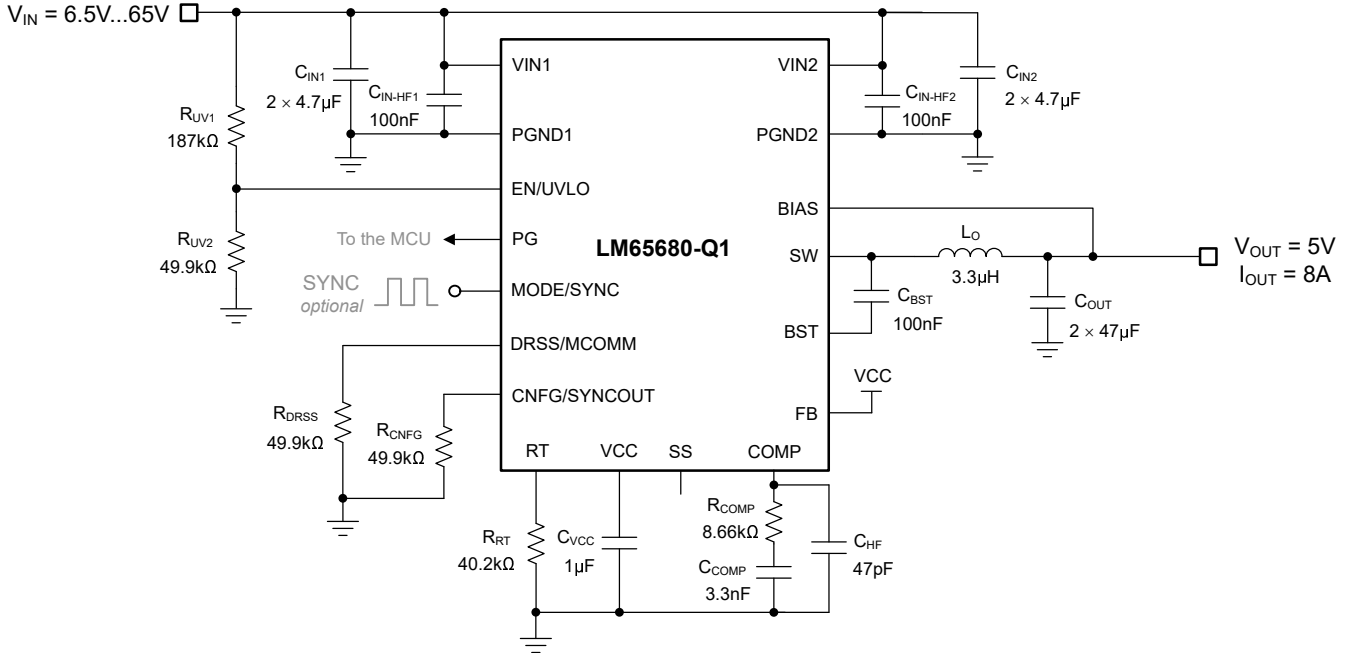 V_IN = 6.5V...65V
C_IN1
2 × 4.7µF
C_IN-HF1
100nF
VIN1
VIN2
C_IN-HF2
100nF
C_IN2
2 × 4.7µF
R_UV1
187kΩ
PGND1
PGND2
EN/UVLO
BIAS
R_UV2
49.9kΩ
To the MCU
PG
LM65680-Q1
SW
L_O
3.3µH
V_OUT = 5V
I_OUT = 8A
SYNC
optional
MODE/SYNC
C_BST
100nF
C_OUT
2 × 47µF
BST
DRSS/MCOMM
VCC
CNFG/SYNCOUT
FB
R_DRSS
49.9kΩ
R_CNFG
49.9kΩ
RT
VCC
SS
COMP
R_RT
40.2kΩ
C_VCC
1µF
R_COMP
8.66kΩ
C_COMP
3.3nF
C_HF
47pF